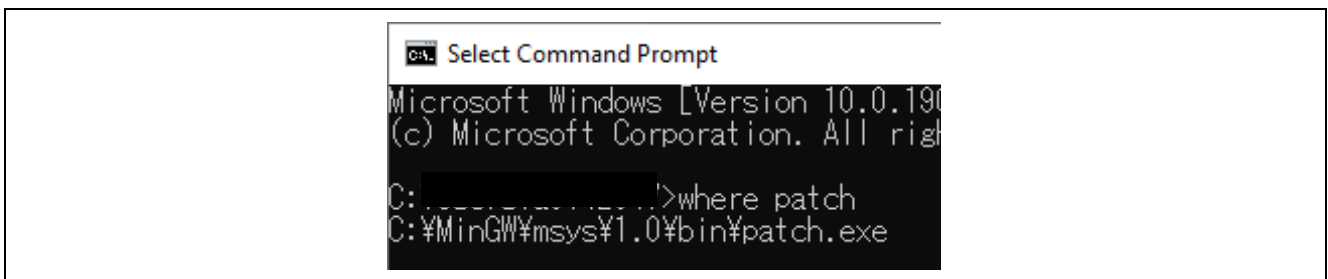 Select Command Prompt
Microsoft Windows [Version 10.0.190
(c) Microsoft Corporation. All rig
C:
>where patch
C:¥MinGW¥msys¥1.0¥bin¥patch.exe